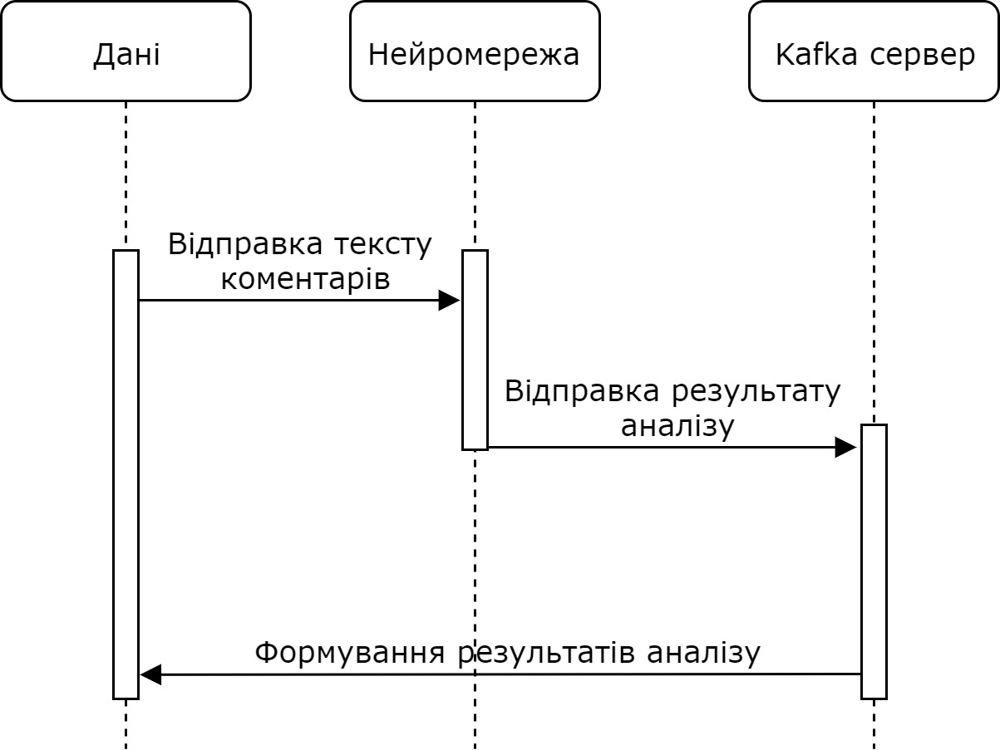 Дані
Нейромережа
Kafka сервер
Відправка тексту
коментарів
Відправка результату
аналізу
Формування результатів аналізу